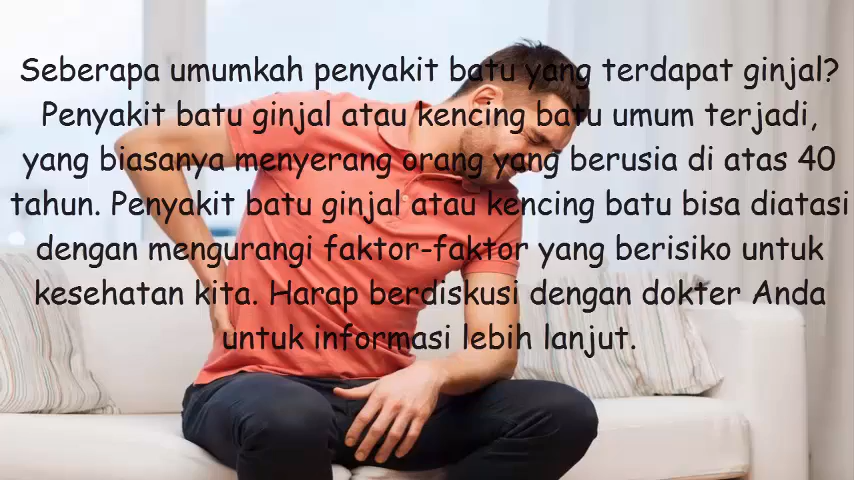 Seberapa umumkah penyakit batu yang terdapat ginjal?
Penyakit batu ginjal atau kencing batu umum terjadi,
yang biasanya menyerang orang yang berusia di atas 40
tahun. Penyakit batu ginjal atau kencing batu bisa diatasi
dengan mengurangi faktor-faktor yang berisiko untuk
kesehatan kita. Harap berdiskusi dengan dokter Anda
untuk informasi lebih lanjut.